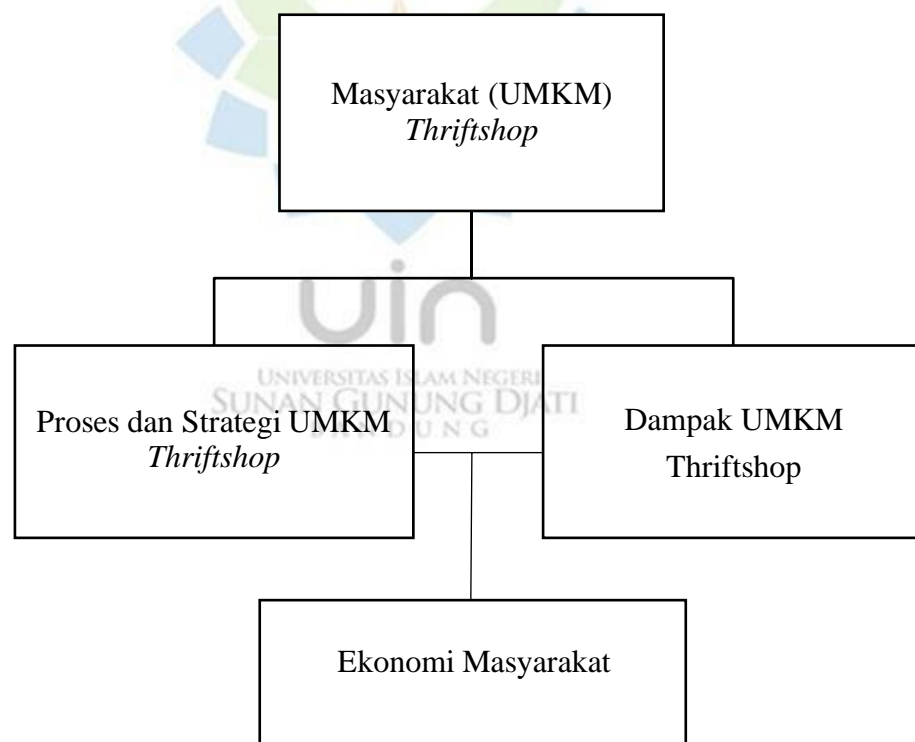 Masyarakat (UMKM)
Thriftshop
uin
UNIVERSITAS ISLAM NEGERI
SUNAN GUNUNG DJATI
Proses dan Strategi UMKM
Thriftshop
Dampak UMKM
Thriftshop
Ekonomi Masyarakat